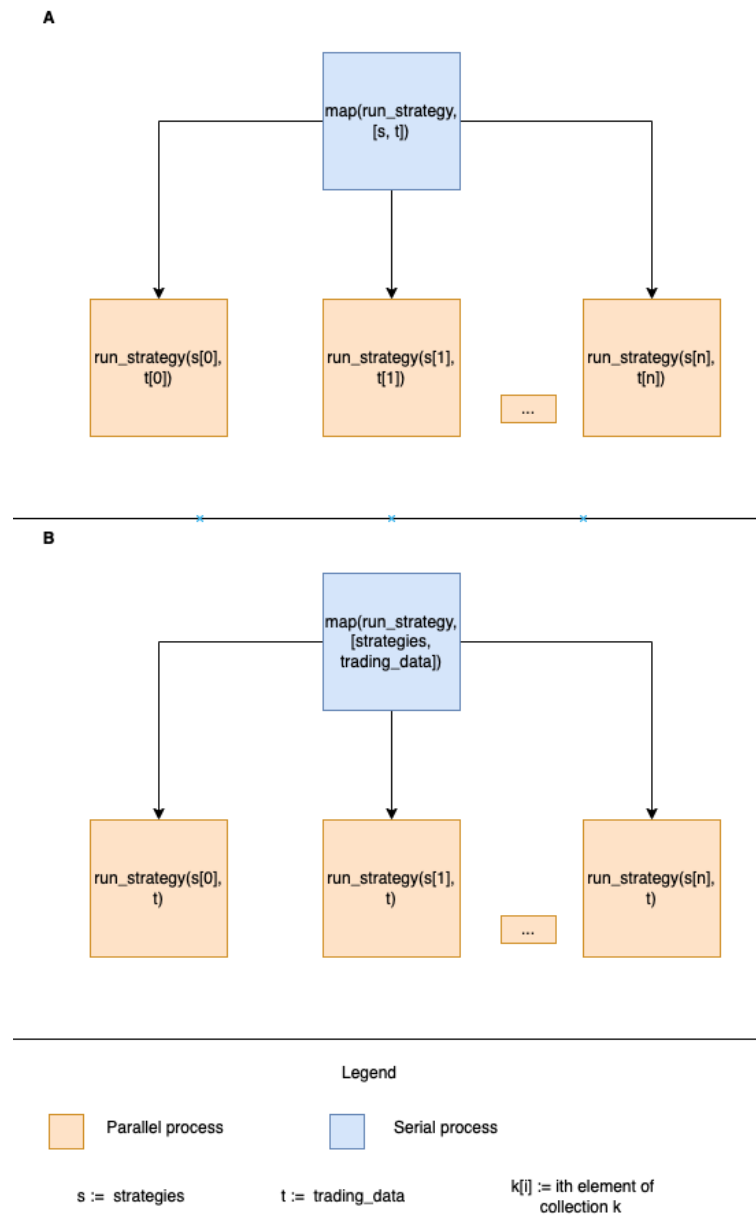 A
map(run_strategy,
[s, t])
run_strategy(s[0],
t[0])
run_strategy(s[1],
t[1])
...
run_strategy(s[n],
t[n])
B
map(run_strategy,
[strategies,
trading_data])
run_strategy(s[0],
t)
run_strategy(s[1],
t)
...
run_strategy(s[n],
t)
Legend
Parallel process
Serial process
s := strategies
t := trading_data
k[i] := ith element of
collection k